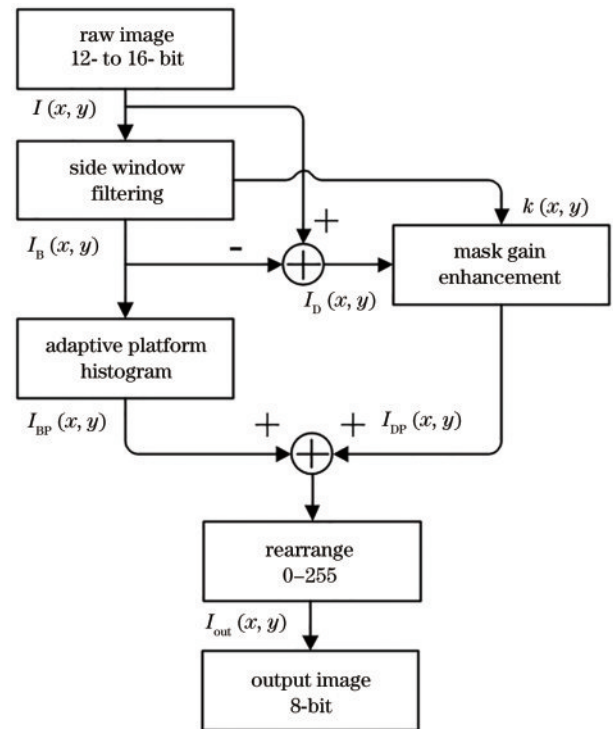 raw image
12- to 16- bit
I (x, y)
side window
filtering
k (x, y)
+
I_B (x, y)
-
mask gain
enhancement
+
I_D (x, y)
adaptive platform
histogram
I_BP (x, y)
+
+
I_DP (x, y)
+
rearrange
0–255
I_out (x, y)
output image
8-bit